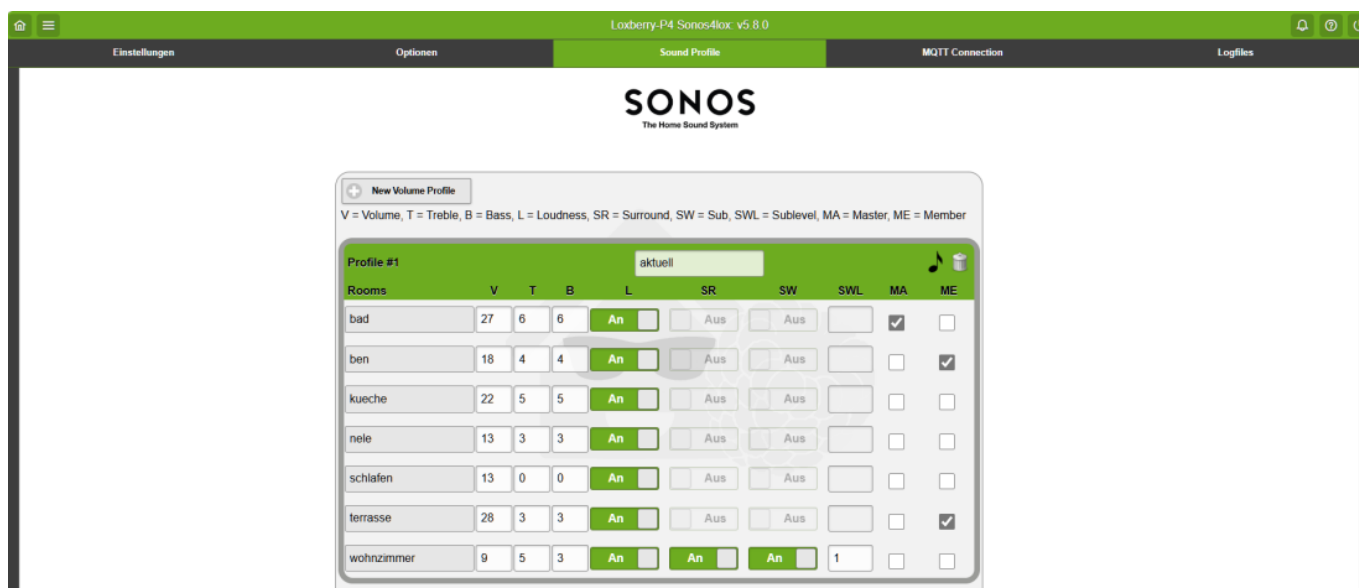 Loxberry-P4 Sonos4lox: v5.8.0
Einstellungen Optionen Sound Profile MQTT Connection Logfiles
SONOS
The Home Sound System
New Volume Profile
V = Volume, T = Treble, B = Bass, L = Loudness, SR = Surround, SW = Sub, SWL = Sublevel, MA = Master, ME = Member
Profile #1 aktuell
Rooms V T B L SR SW SWL MA ME
bad 27 6 6 An Aus Aus
ben 18 4 4 An Aus Aus
kueche 22 5 5 An Aus Aus
nele 13 3 3 An Aus Aus
schlafen 13 0 0 An Aus Aus
terrasse 28 3 3 An Aus Aus
wohnzimmer 9 5 3 An An An 1